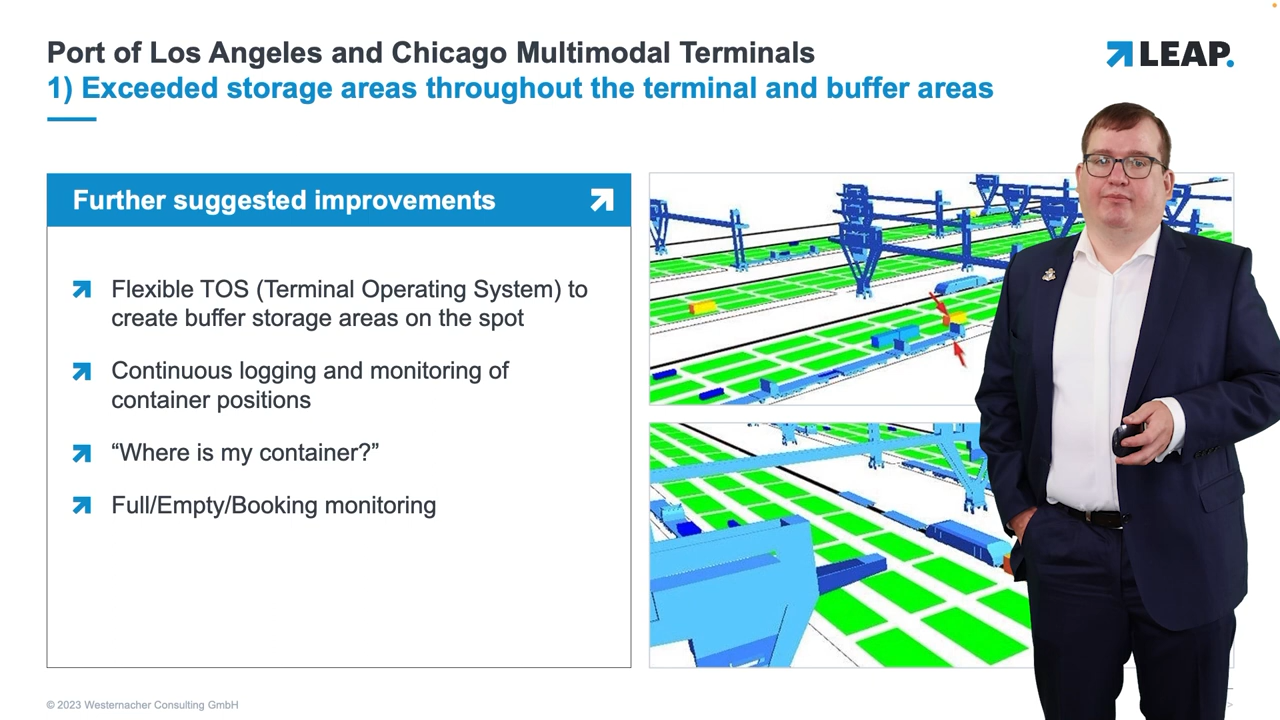 Port of Los Angeles and Chicago Multimodal Terminals
1) Exceeded storage areas throughout the terminal and buffer areas
LEAP.
Further suggested improvements
Flexible TOS (Terminal Operating System) to
create buffer storage areas on the spot
Continuous logging and monitoring of
container positions
“Where is my container?”
Full/Empty/Booking monitoring
© 2023 Westernacher Consulting GmbH